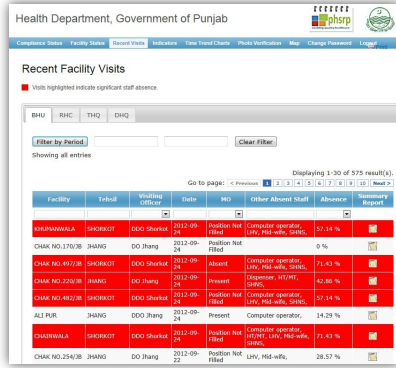 Health Department, Government of Punjab
phsrp
Compliance Status Facility Status Recent Visits Indicators Time Trend Charts Photo Verification Map Change Password Logout
Recent Facility Visits
Visits highlighted indicate significant staff absence.
BHU RHC THQ DHQ
Filter by Period Clear Filter
Showing all entries
Displaying 1-30 of 575 result(s).
Go to page: < Previous 1 2 3 4 5 6 7 8 9 10 Next >
Facility Tehsil Visiting Officer Date MO Other Absent Staff Absence Summary Report
KHUMANWALA SHORKOT DDO Shorkot 2012-09-24 Position Not Filled Computer operator, LHV, Mid-wife, SHNS, 57.14 %
CHAK NO.170/JB JHANG DO Jhang 2012-09-24 Position Not Filled 0 %
CHAK NO.497/JB SHORKOT DDO Shorkot 2012-09-24 Absent Computer operator, LHV, Mid-wife, SHNS, 71.43 %
CHAK NO.220/JB JHANG DDO Jhang 2012-09-24 Present Dispenser, HT/MT, SHNS, 42.86 %
CHAK NO.482/JB SHORKOT DDO Shorkot 2012-09-24 Position Not Filled Computer operator, LHV, Mid-wife, SHNS, 57.14 %
ALI PUR JHANG DDO Jhang 2012-09-24 Present Computer operator, 14.29 %
CHAINWALA SHORKOT DDO Shorkot 2012-09-24 Position Not Filled Computer operator, HT/MT, LHV, Mid-wife, SHNS, 71.43 %
CHAK NO.254/JB JHANG DO Jhang 2012-09-22 Position Not Filled LHV, Mid-wife, 28.57 %